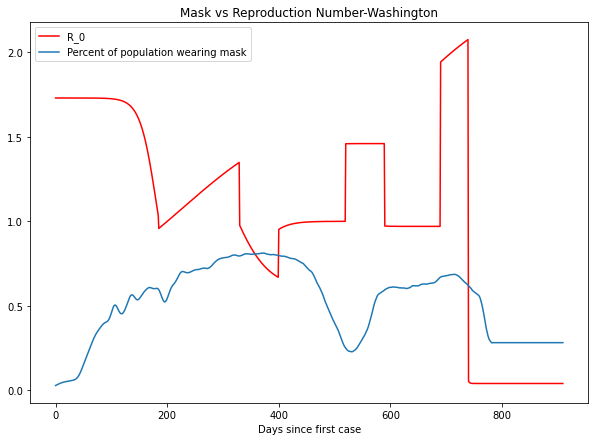 Mask vs Reproduction Number-Washington
R_0
Percent of population wearing mask
2.0
1.5
1.0
0.5
0.0
0 200 400 600 800
Days since first case